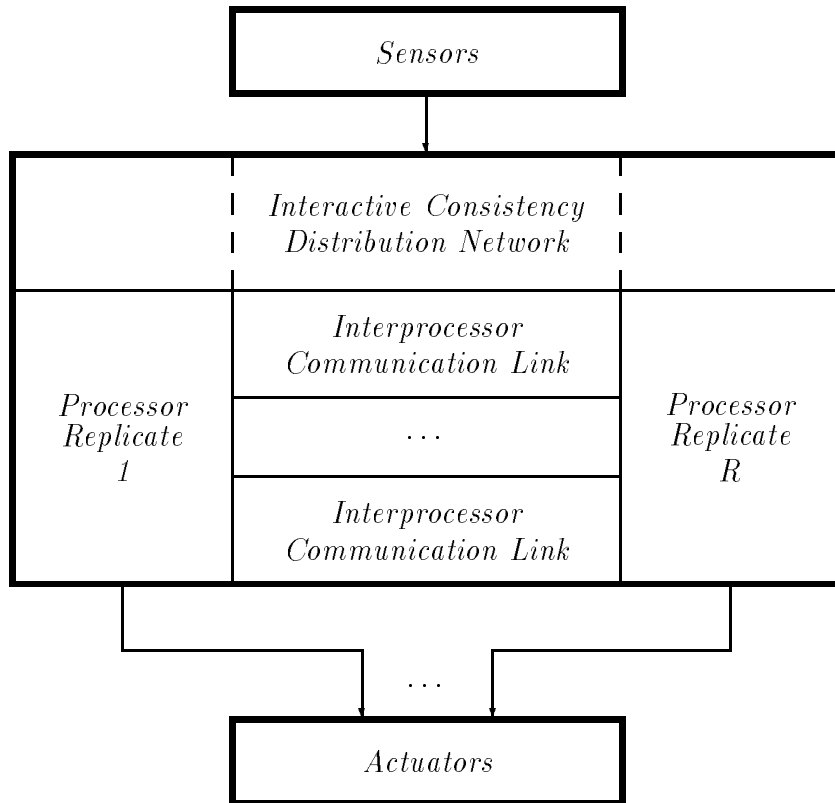 Sensors
Interactive Consistency
Distribution Network
Interprocessor
Communication Link
Processor
Replicate
1
. . .
Processor
Replicate
R
Interprocessor
Communication Link
. . .
Actuators